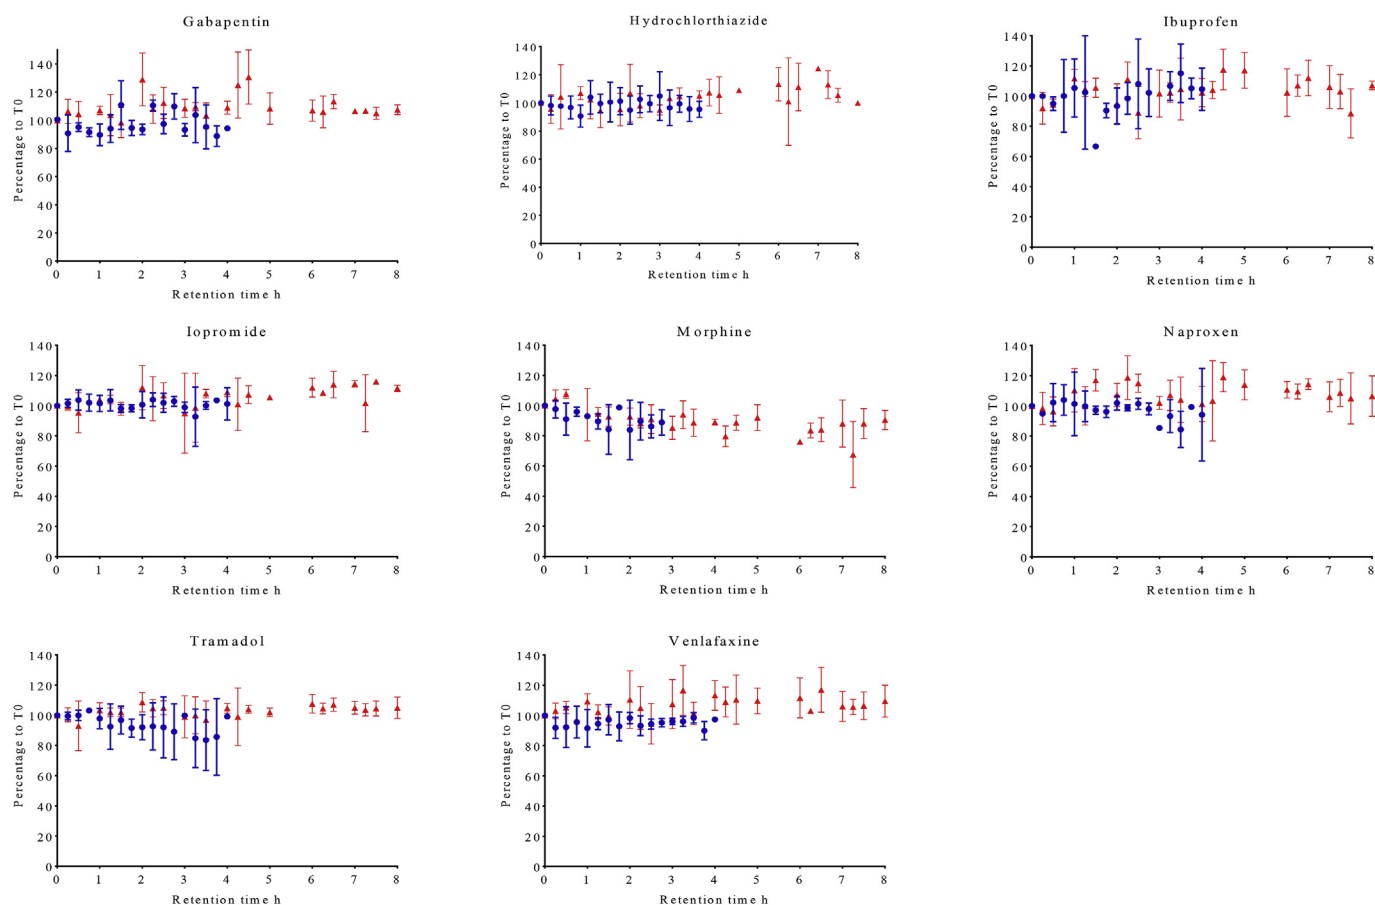 Gabapentin
Percentage to T0
140
120
100
80
60
40
20
0
0 1 2 3 4 5 6 7 8
Retention time h
Hydrochlorthiazide
Percentage to T0
140
120
100
80
60
40
20
0
0 1 2 3 4 5 6 7 8
Retention time h
Ibuprofen
Percentage to T0
140
120
100
80
60
40
20
0
0 1 2 3 4 5 6 7 8
Retention time h
Iopromide
Percentage to T0
140
120
100
80
60
40
20
0
0 1 2 3 4 5 6 7 8
Retention time h
Morphine
Percentage to T0
140
120
100
80
60
40
20
0
0 1 2 3 4 5 6 7 8
Retention time h
Naproxen
Percentage to T0
140
120
100
80
60
40
20
0
0 1 2 3 4 5 6 7 8
Retention time h
Tramadol
Percentage to T0
140
120
100
80
60
40
20
0
0 1 2 3 4 5 6 7 8
Retention time h
Venlafaxine
Percentage to T0
140
120
100
80
60
40
20
0
0 1 2 3 4 5 6 7 8
Retention time h